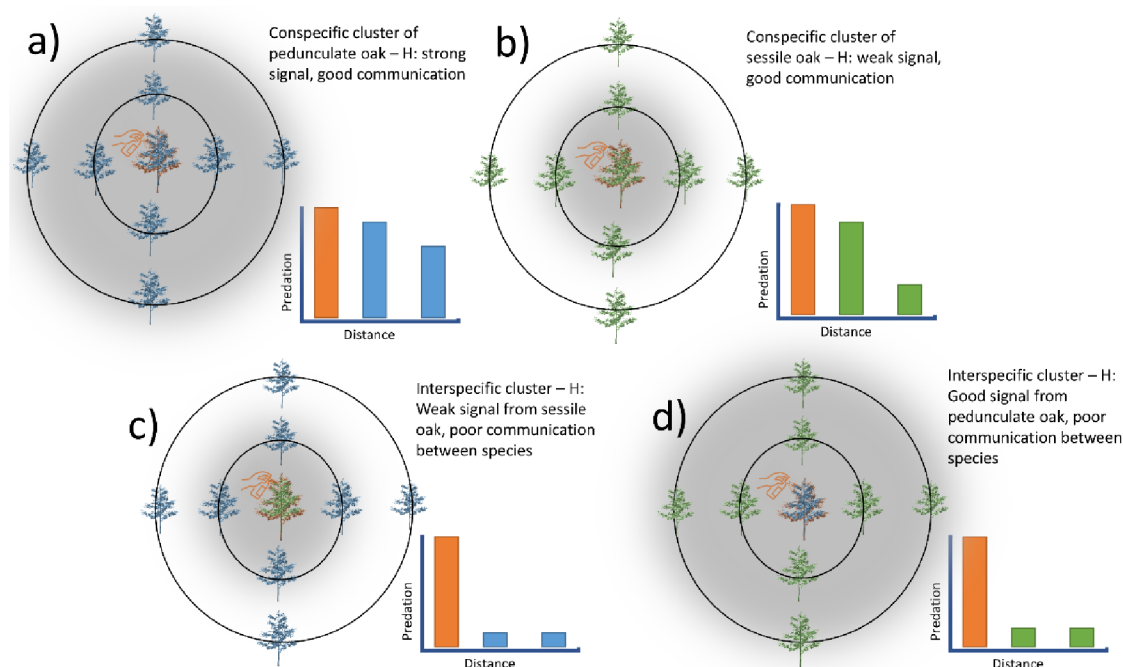 a)
Conspecific cluster of
pedunculate oak – H: strong
signal, good communication
Predation
Distance
b)
Conspecific cluster of
sessile oak – H: weak signal,
good communication
Predation
Distance
c)
Interspecific cluster – H:
Weak signal from sessile
oak, poor communication
between species
Predation
Distance
d)
Interspecific cluster – H:
Good signal from
pedunculate oak, poor
communication between
species
Predation
Distance